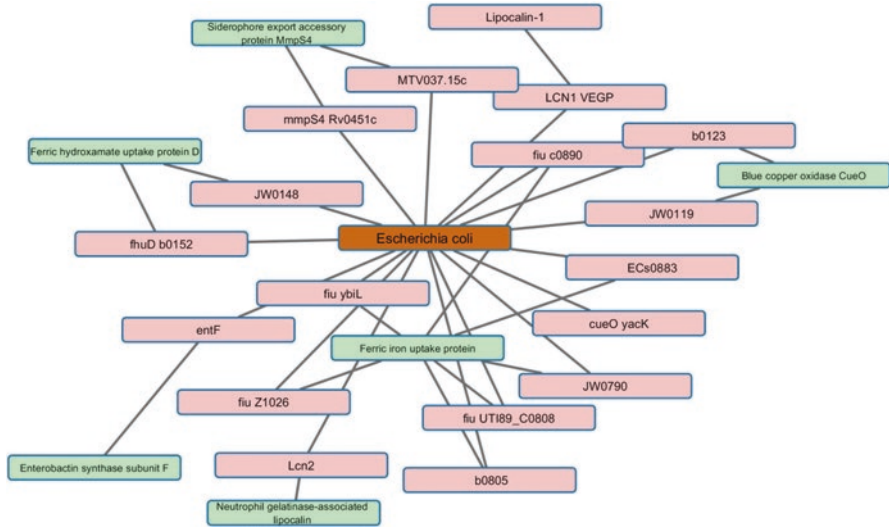 Lipocalin-1
Siderophore export accessory
protein MmpS4
MTV037.15c
LCN1 VEGP
mmpS4 Rv0451c
b0123
Ferric hydroxamate uptake protein D
fiu c0890
Blue copper oxidase CueO
JW0148
JW0119
Escherichia coli
fhuD b0152
ECs0883
fiu ybiL
cueO yacK
entF
Ferric iron uptake protein
JW0790
fiu Z1026
fiu UTI89_C0808
Enterobactin synthase subunit F
Lcn2
b0805
Neutrophil gelatinase-associated
lipocalin